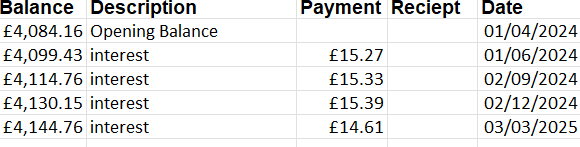 Balance Description Payment Reciept Date
£4,084.16 Opening Balance 01/04/2024
£4,099.43 interest £15.27 01/06/2024
£4,114.76 interest £15.33 02/09/2024
£4,130.15 interest £15.39 02/12/2024
£4,144.76 interest £14.61 03/03/2025